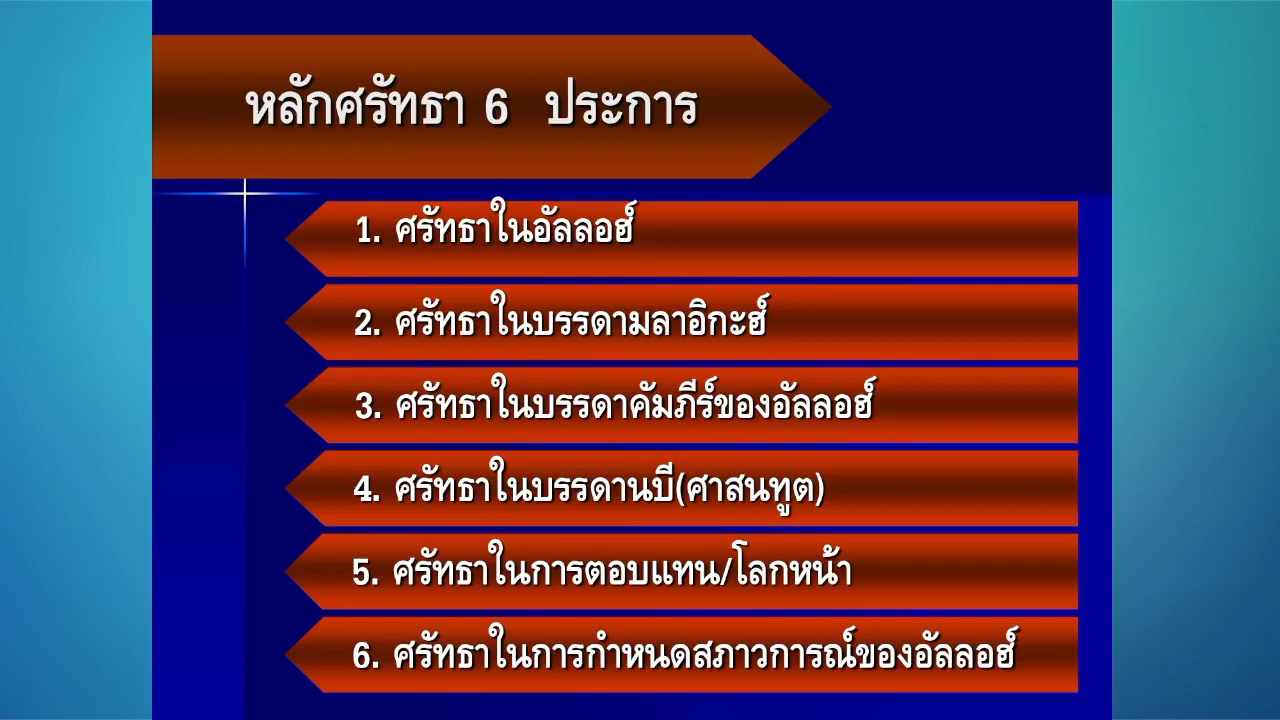 หลักศรัทธา 6 ประการ
1. ศรัทธาในอัลลอฮ์
2. ศรัทธาในบรรดามลาอิกะฮ์
3. ศรัทธาในบรรดาคัมภีร์ของอัลลอฮ์
4. ศรัทธาในบรรดานบี(ศาสนทูต)
5. ศรัทธาในการตอบแทน/โลกหน้า
6. ศรัทธาในการกำหนดสภาวการณ์ของอัลลอฮ์